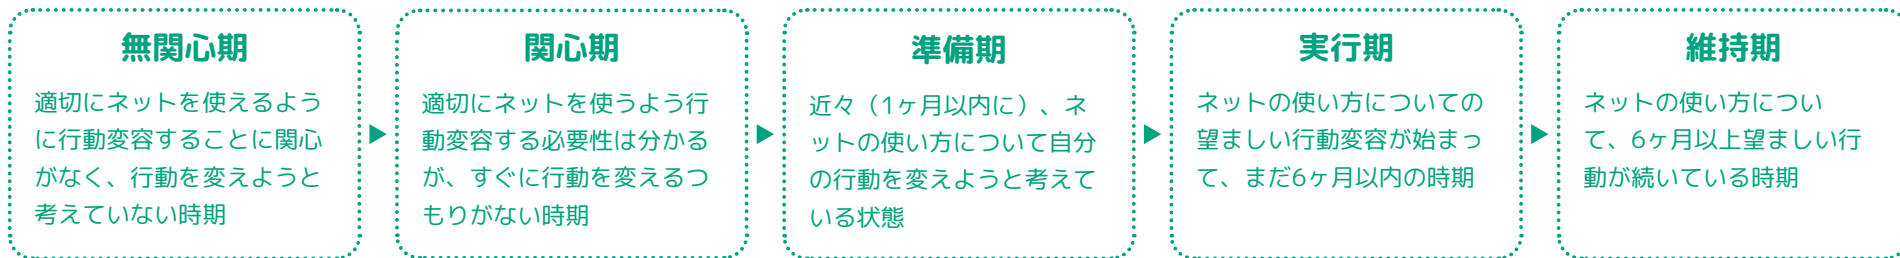 無関心期
適切にネットを使えるよう
に行動変容することに関心
がなく、行動を変えようと
考えていない時期
関心期
適切にネットを使うよう行
動変容する必要性は分かる
が、すぐに行動を変えるつ
もりがない時期
準備期
近々（1ヶ月以内に）、ネ
ットの使い方について自分
の行動を変えようと考えて
いる状態
実行期
ネットの使い方についての
望ましい行動変容が始まっ
て、まだ6ヶ月以内の時期
維持期
ネットの使い方につい
て、6ヶ月以上望ましい行
動が続いている時期